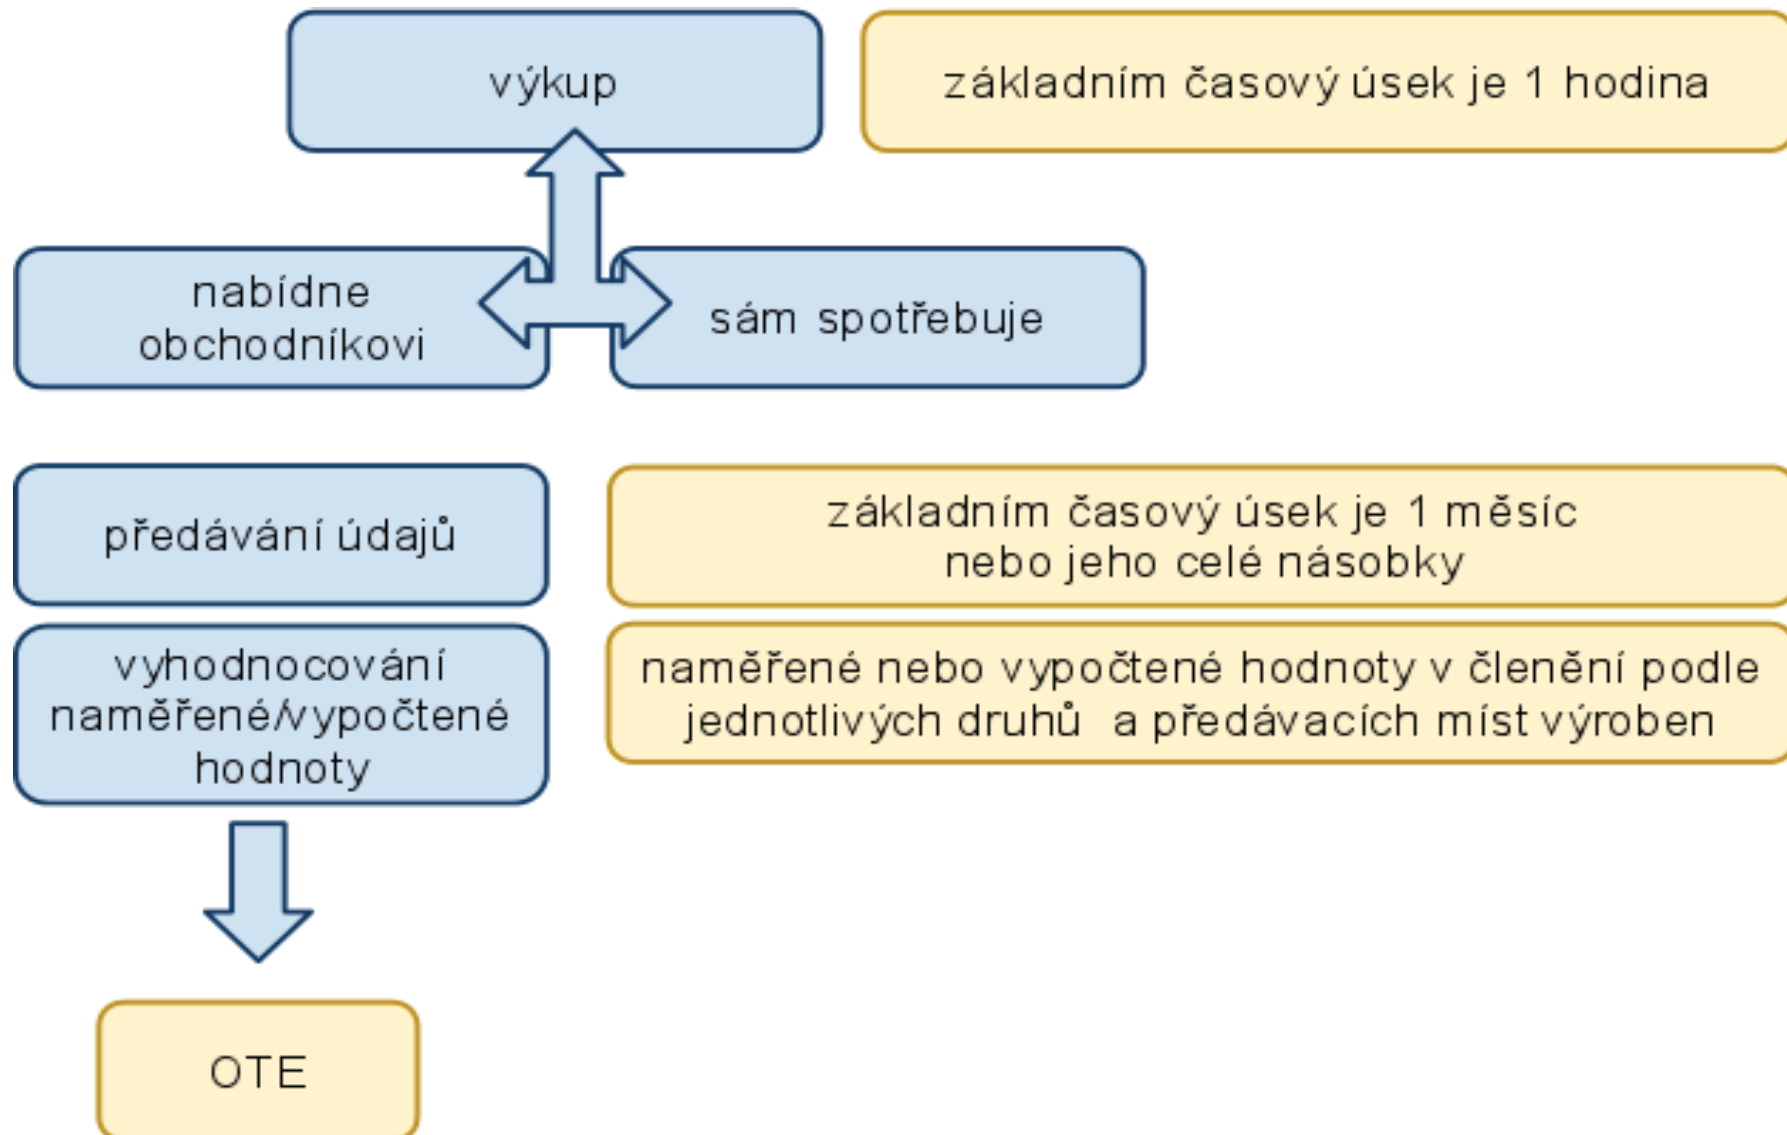 výkup
základním časový úsek je 1 hodina
nabídne
obchodníkovi
sám spotřebuje
předávání údajů
základním časový úsek je 1 měsíc
nebo jeho celé násobky
vyhodnocování
naměřené/vypočtené
hodnoty
naměřené nebo vypočtené hodnoty v členění podle
jednotlivých druhů a předávacích míst výroben
OTE